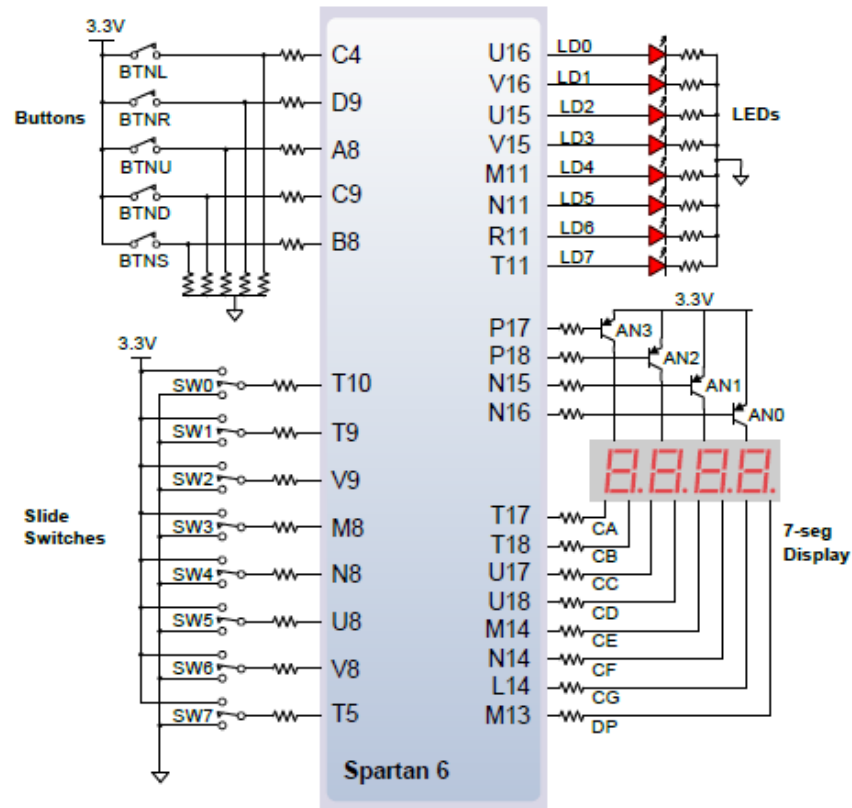 3.3V
BTNL
BTNR
BTNU
BTND
BTNS
Buttons
C4
D9
A8
C9
B8
U16 LD0
V16 LD1
U15 LD2
V15 LD3
M11 LD4
N11 LD5
R11 LD6
T11 LD7
LEDs
3.3V
P17 AN3
P18 AN2
N15 AN1
N16 AN0
3.3V
SW0 T10
SW1 T9
SW2 V9
SW3 M8
SW4 N8
SW5 U8
SW6 V8
SW7 T5
Slide
Switches
8.8.8.8.
T17 CA
T18 CB
U17 CC
U18 CD
M14 CE
N14 CF
L14 CG
M13 DP
7-seg
Display
Spartan 6